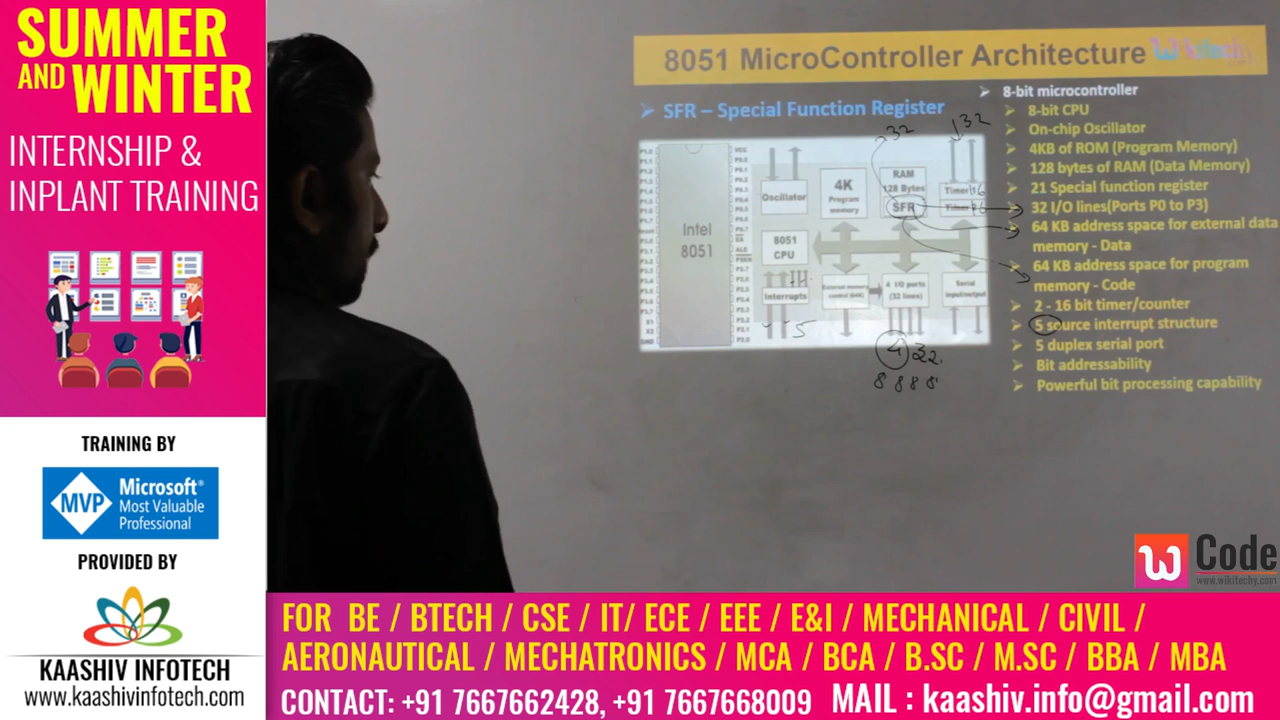 SUMMER
AND WINTER
INTERNSHIP &
INPLANT TRAINING
TRAINING BY
MVP
Microsoft®
Most Valuable
Professional
PROVIDED BY
KAASHIV INFOTECH
www.kaashivinfotech.com
8051 MicroController Architecture
SFR – Special Function Register
Intel
8051
Oscillator
4K
Program
memory
RAM
128 Bytes
SFR
Timer 16
Timer 16
8051
CPU
Interrupts
External memory
control (64K)
4 I/O ports
(32 lines)
Serial
input/output
32
32
5
4 32
8 8 8 8
8-bit microcontroller
8-bit CPU
On-chip Oscillator
4KB of ROM (Program Memory)
128 bytes of RAM (Data Memory)
21 Special function register
32 I/O lines(Ports P0 to P3)
64 KB address space for external data
memory - Data
64 KB address space for program
memory - Code
2 - 16 bit timer/counter
5 source interrupt structure
5 duplex serial port
Bit addressability
Powerful bit processing capability
w Code
www.wikitechy.com
FOR BE / BTECH / CSE / IT/ ECE / EEE / E&I / MECHANICAL / CIVIL /
AERONAUTICAL / MECHATRONICS / MCA / BCA / B.SC / M.SC / BBA / MBA
CONTACT: +91 7667662428, +91 7667668009 MAIL : kaashiv.info@gmail.com